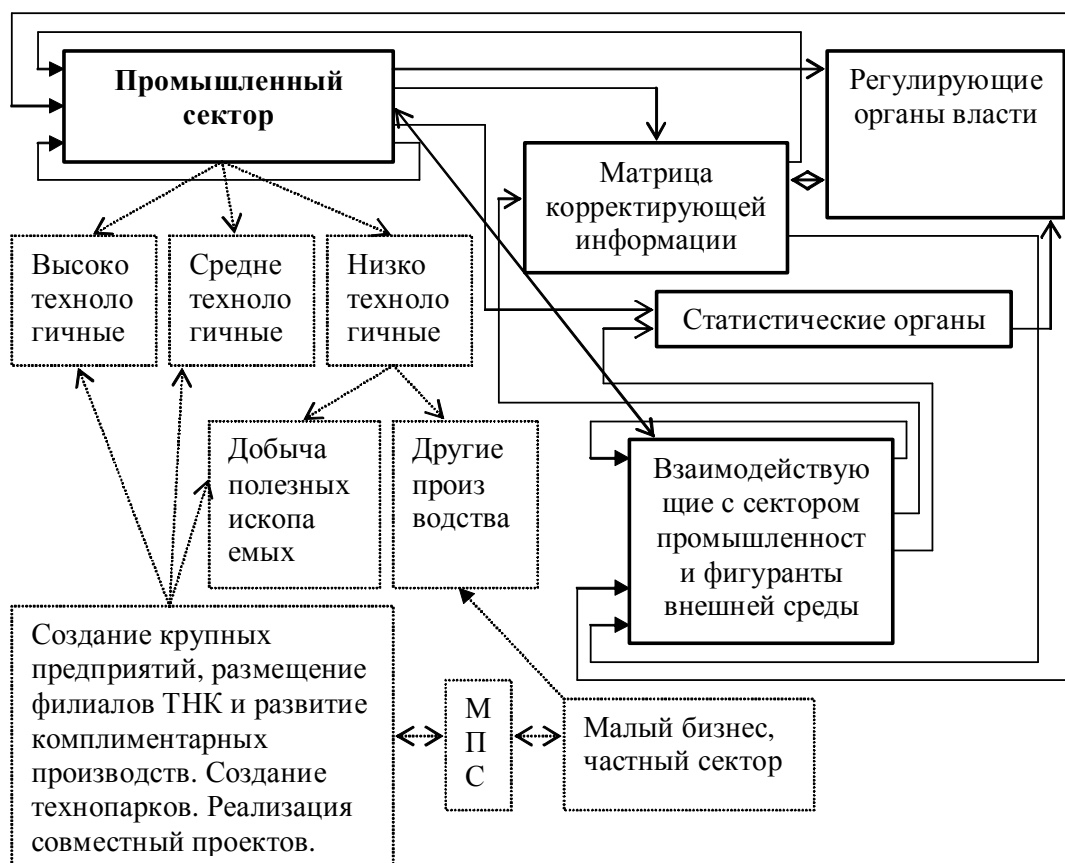 Промышленный
сектор
Регулирующие
органы власти
Матрица
корректирующей
информации
Высоко
техноло
гичные
Средне
техноло
гичные
Низко
техноло
гичные
Статистические органы
Добыча
полезных
ископа
емых
Другие
произ
водства
Взаимодействую
щие с сектором
промышленност
и фигуранты
внешней среды
Создание крупных
предприятий, размещение
филиалов ТНК и развитие
комплиментарных
производств. Создание
технопарков. Реализация
совместный проектов.
М
П
С
Малый бизнес,
частный сектор